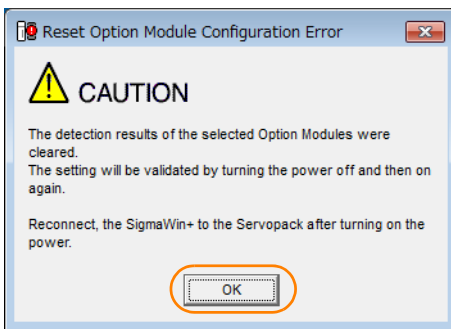 Reset Option Module Configuration Error
CAUTION
The detection results of the selected Option Modules were
cleared.
The setting will be validated by turning the power off and then on
again.
Reconnect, the SigmaWin+ to the Servopack after turning on the
power.
OK